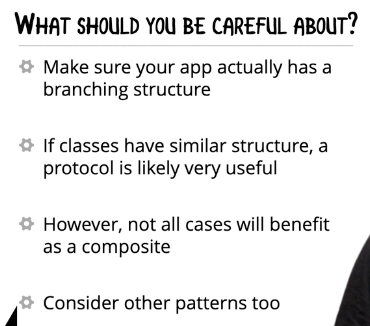 WHAT SHOULD YOU BE CAREFUL ABOUT?
Make sure your app actually has a
branching structure
If classes have similar structure, a
protocol is likely very useful
However, not all cases will benefit
as a composite
Consider other patterns too